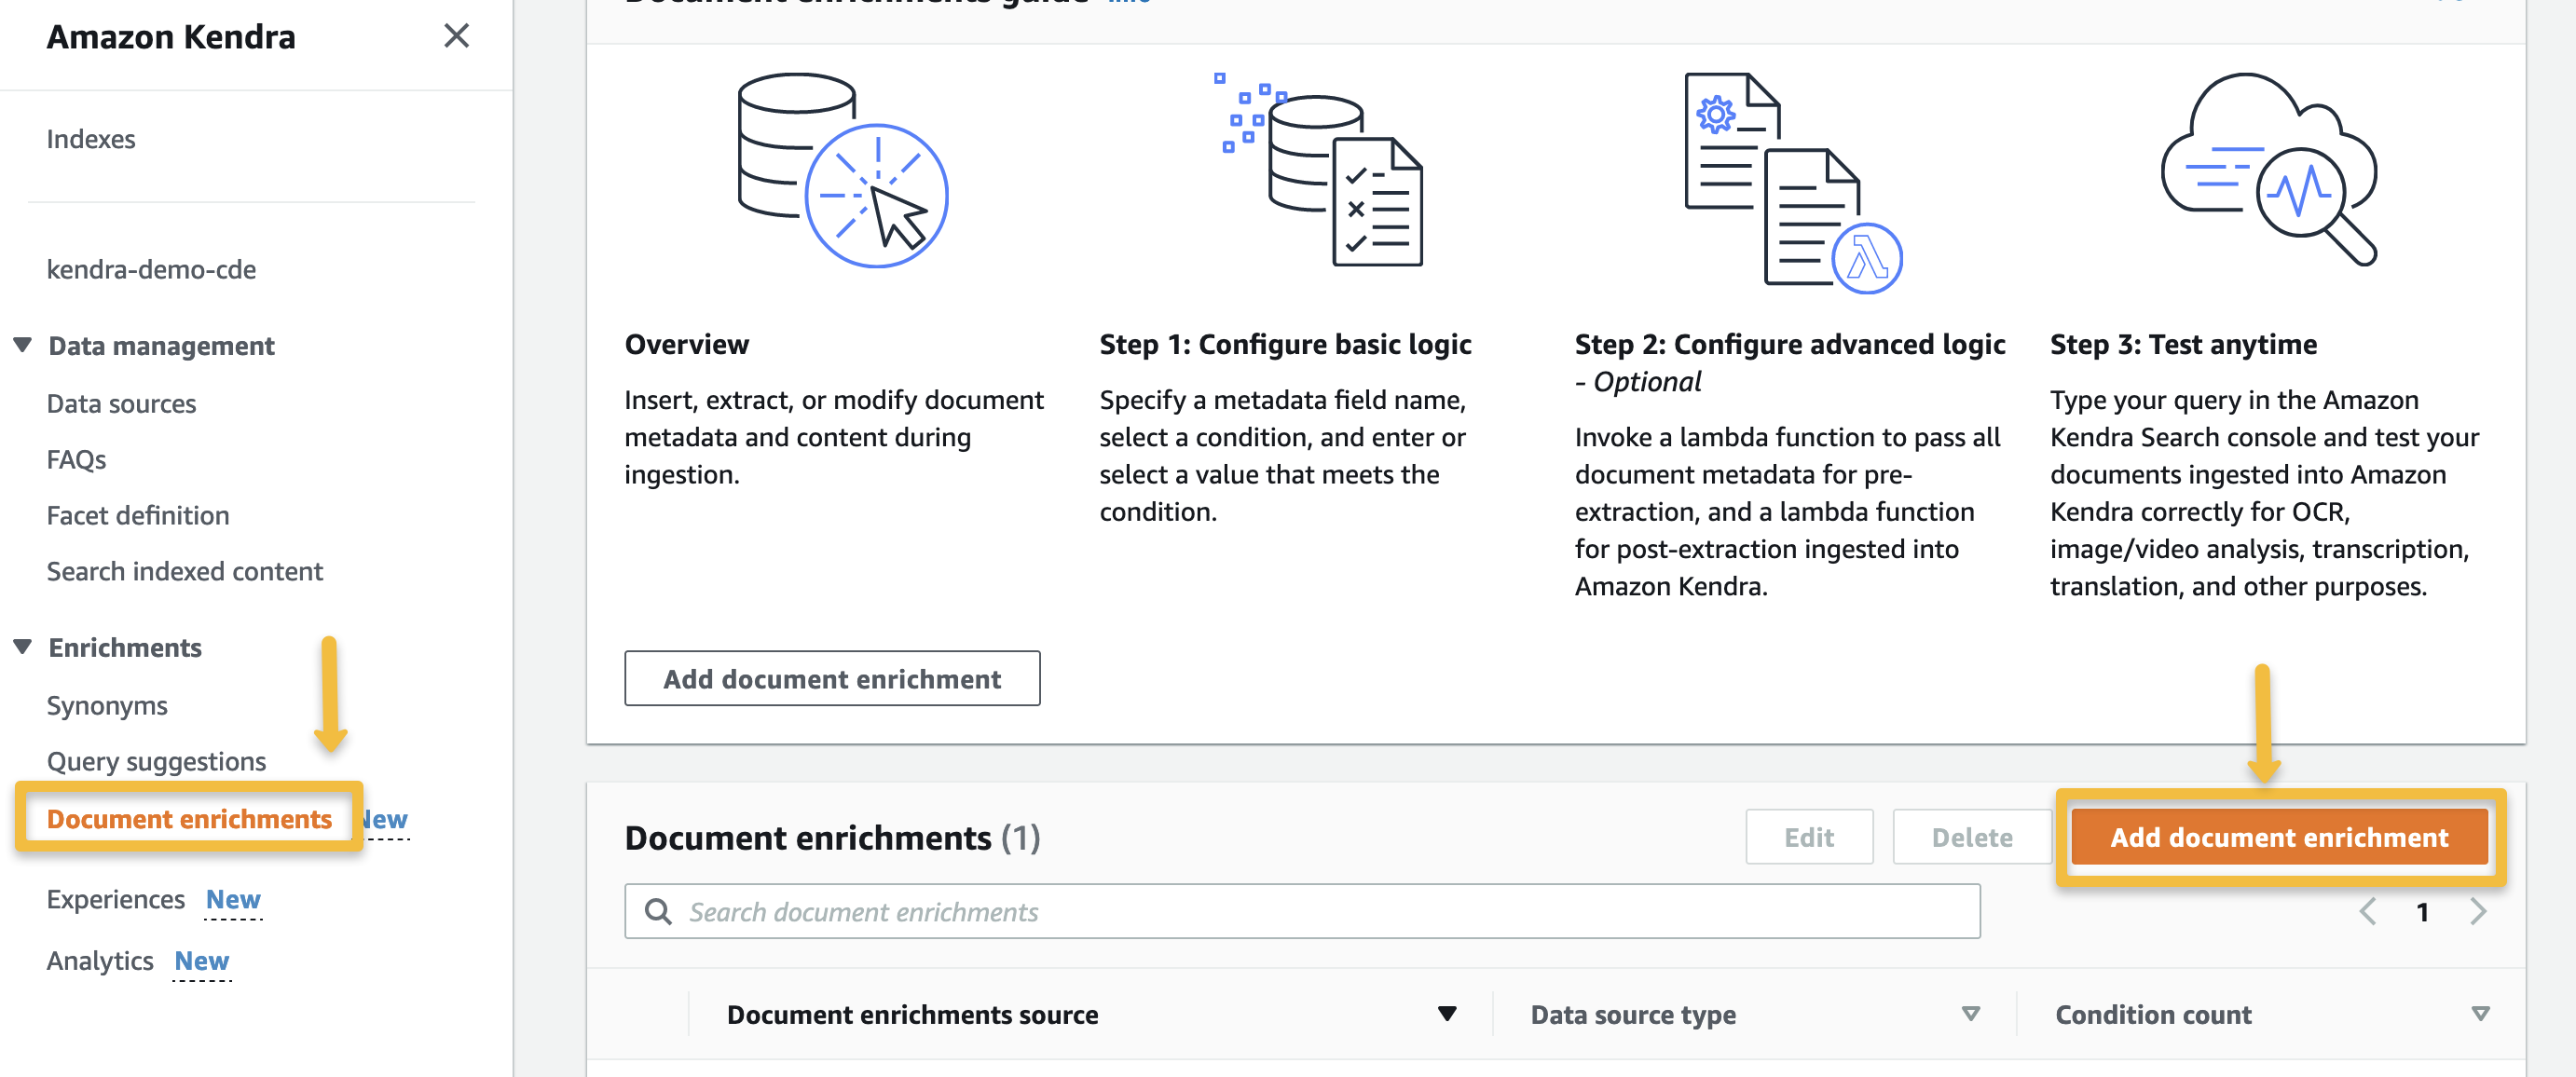 Amazon Kendra
Indexes
kendra-demo-cde
Data management
Data sources
FAQs
Facet definition
Search indexed content
Enrichments
Synonyms
Query suggestions
Document enrichments New
Experiences New
Analytics New
Document enrichments guide Info
Overview
Insert, extract, or modify document
metadata and content during
ingestion.
Step 1: Configure basic logic
Specify a metadata field name,
select a condition, and enter or
select a value that meets the
condition.
Step 2: Configure advanced logic
- Optional
Invoke a lambda function to pass all
document metadata for pre-
extraction, and a lambda function
for post-extraction ingested into
Amazon Kendra.
Step 3: Test anytime
Type your query in the Amazon
Kendra Search console and test your
documents ingested into Amazon
Kendra correctly for OCR,
image/video analysis, transcription,
translation, and other purposes.
Add document enrichment
Document enrichments (1)
Edit
Delete
Add document enrichment
Search document enrichments
1
Document enrichments source
Data source type
Condition count